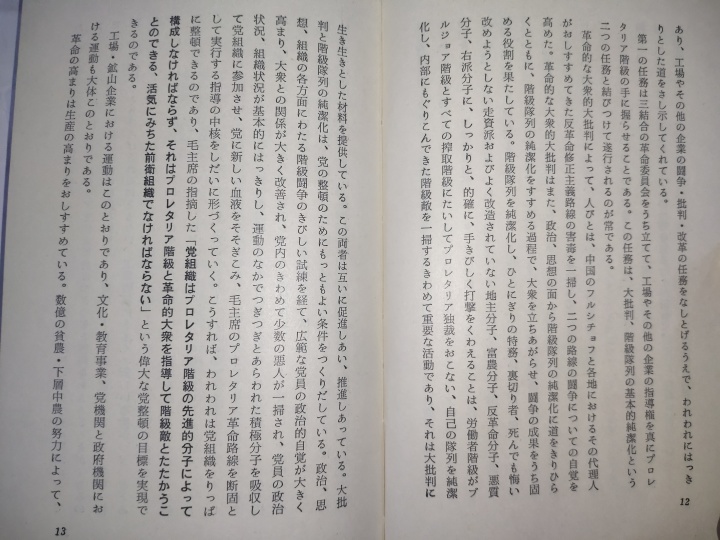 あり、工場やその他の企業の闘争・批判・改革の任務をなしとげるうえで、われわれにはっき
りとした道をさし示してくれている。
第一の任務は三結合の革命委員会をうち立てて、工場やその他の企業の指導権を真にプロレ
タリア階級の手に握らせることである。この任務は、大批判、階級隊列の基本的純潔化という
二つの任務と結びつけて遂行されるのが常である。
革命的な大衆的大批判によって、人びとは、中国のフルシチョフと各地におけるその代理人
がおしすすめてきた反革命修正主義路線の害毒を一掃し、二つの路線の闘争についての自覚を
高めた。革命的な大衆的大批判はまた、政治、思想の面から階級隊列の純潔化に道をきりひら
くとともに、階級隊列の純潔化をすすめる過程で、大衆を立ちあがらせ、闘争の成果をうち固
める役割を果たしている。階級隊列を純潔化し、ひとにぎりの特務、裏切り者、死んでも悔い
改めようとしない走資派およびよく改造されていない地主分子、富農分子、反革命分子、悪質
分子、右派分子に、しっかりと、的確に、手きびしく打撃をくわえることは、労働者階級がブ
ルジョア階級とすべての搾取階級にたいしてプロレタリア独裁をおこない、自己の隊列を純潔
化し、内部にもぐりこんできた階級敵を一掃するきわめて重要な活動であり、それは大批判に
12
生き生きとした材料を提供している。この両者は互いに促進しあい、推進しあっている。大批
判と階級隊列の純潔化は、党の整頓のためにもっともよい条件をつくりだしている。政治、思
想、組織の各方面にわたる階級闘争のきびしい試練を経て、広範な党員の政治的自覚が大きく
高まり、大衆との関係が大きく改善され、党内のきわめて少数の悪人が一掃され、党員の政治
状況、組織状況が基本的にはっきりし、運動のなかでつぎつぎとあらわれた積極分子を吸収し
て党組織に参加させ、党に新しい血液をそそぎこみ、毛主席のプロレタリア革命路線を断固と
して実行する指導の中核をしだいに形づくっていく。こうすれば、われわれは党組織をりっぱ
に整頓できるのであり、毛主席の指摘した「党組織はプロレタリア階級の先進的分子によって
構成しなければならず、それはプロレタリア階級と革命的大衆を指導して階級敵とたたかうこ
とのできる、活気にみちた前衛組織でなければならない」という偉大な党整頓の目標を実現で
きるのである。
工場・鉱山企業における運動はこのとおりであり、文化・教育事業、党機関と政府機関にお
ける運動も大体このとおりである。
革命の高まりは生産の高まりをおしすすめている。数億の貧農・下層中農の努力によって、
13